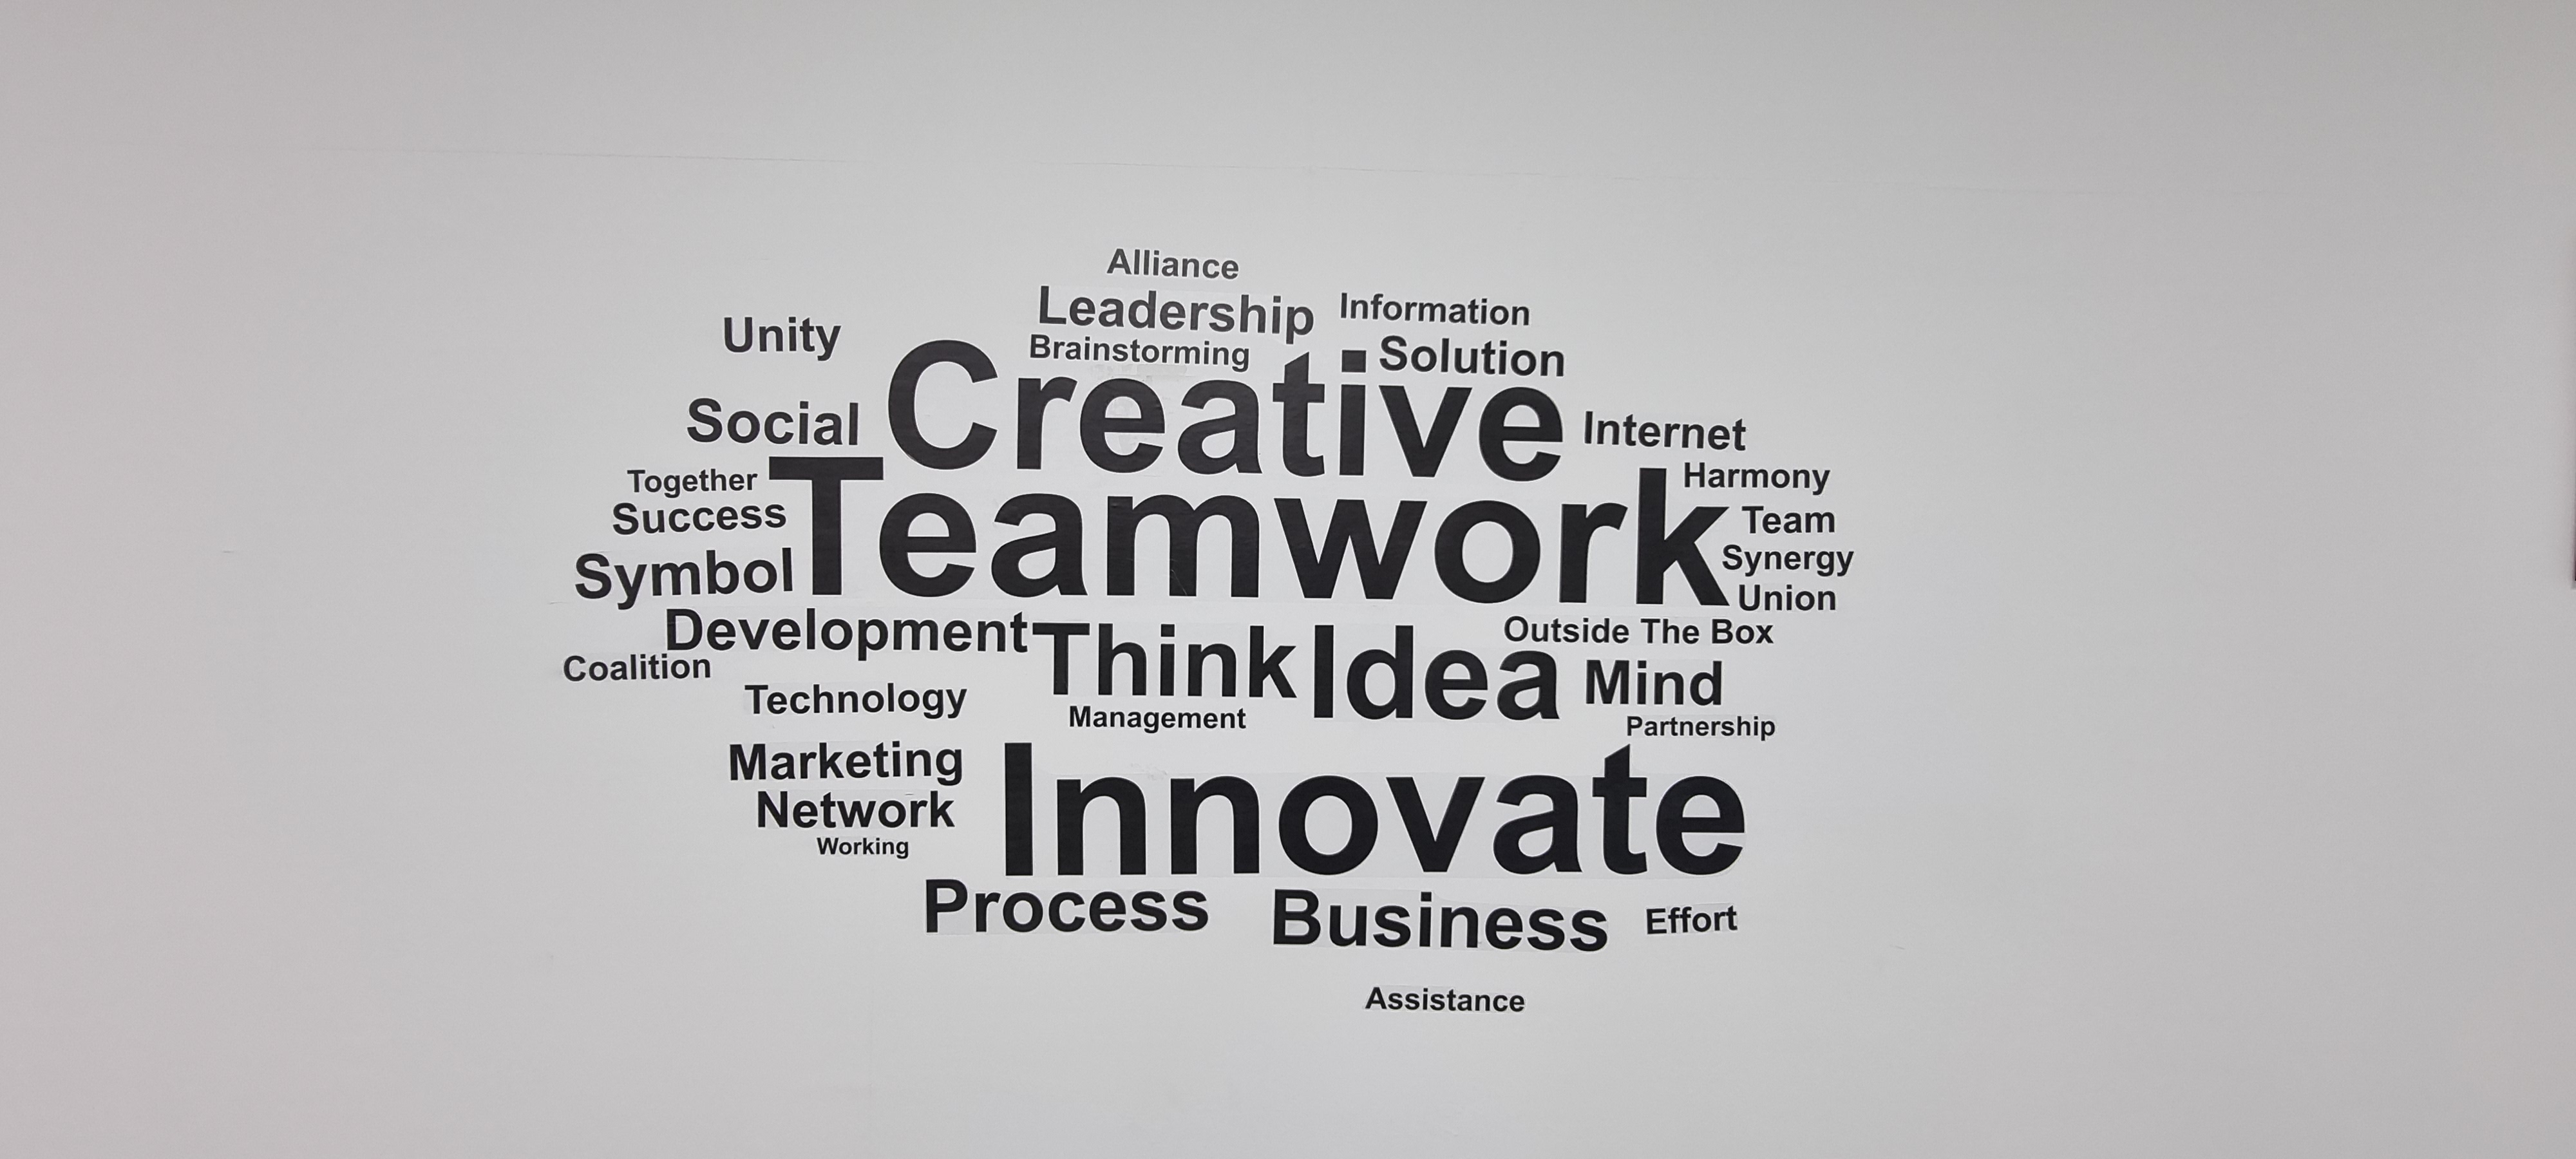 Alliance
Leadership Information
Unity
Brainstorming Solution
Creative
Social
Internet
Together Harmony
Success Teamwork Team
Symbol Synergy
Union
Development Think Idea Outside The Box
Coalition Mind
Technology
Management Partnership
Marketing Innovate
Network
Working
Process Business Effort
Assistance